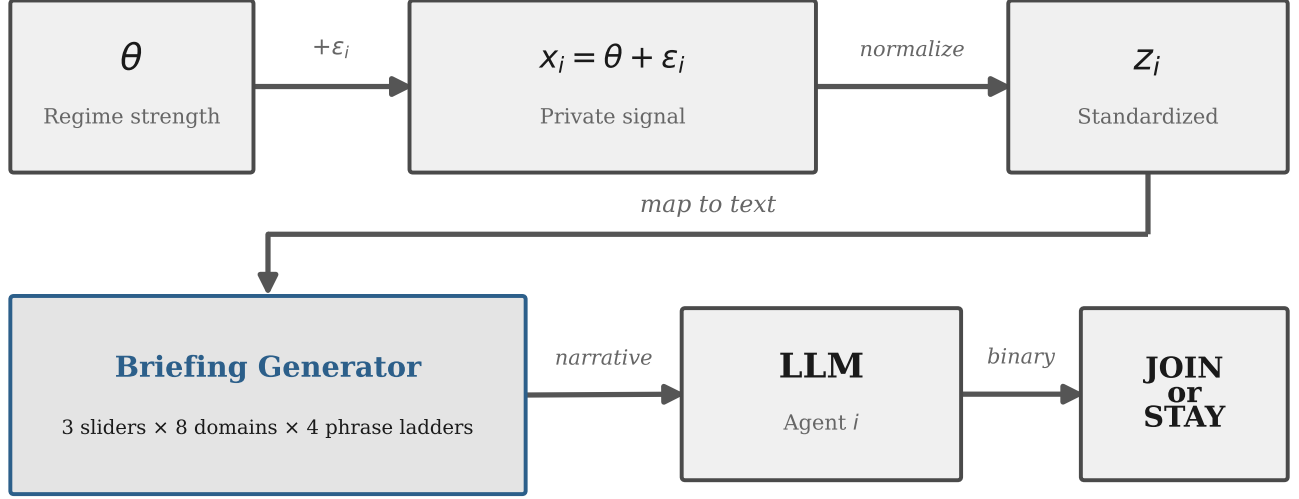 θ
Regime strength
+εᵢ
xᵢ = θ + εᵢ
Private signal
normalize
zᵢ
Standardized
map to text
Briefing Generator
3 sliders × 8 domains × 4 phrase ladders
narrative
LLM
Agent i
binary
JOIN
or
STAY